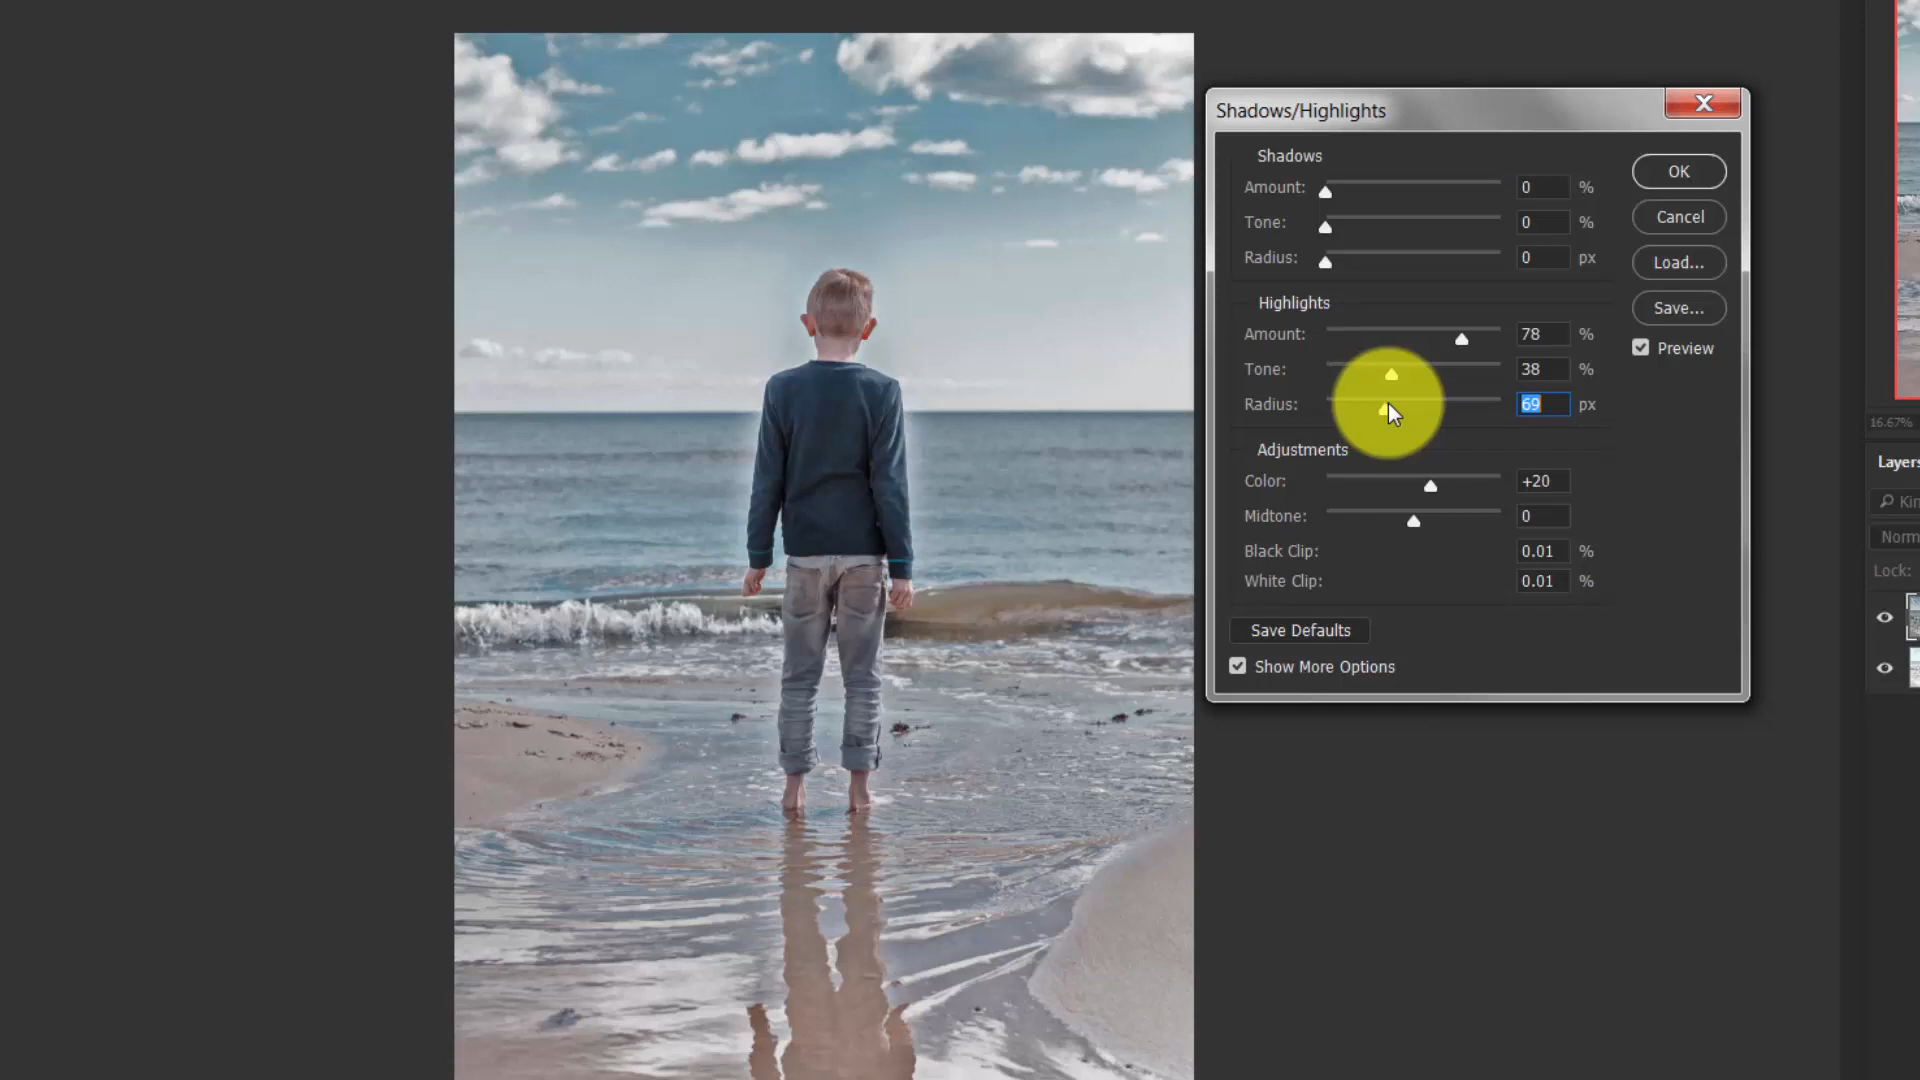 Shadows/Highlights
Shadows
Amount: 0 %
Tone: 0 %
Radius: 0 px
Highlights
Amount: 78 %
Tone: 38 %
Radius: 69 px
Adjustments
Color: +20
Midtone: 0
Black Clip: 0.01 %
White Clip: 0.01 %
Save Defaults
Show More Options
OK
Cancel
Load...
Save...
Preview
16.67%
Layers
Kin
Norm
Lock: